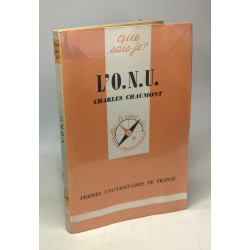 que
sais-je?
L'O.N.U.
CHARLES CHAUMONT
PRESSES UNIVERSITAIRES DE FRANCE